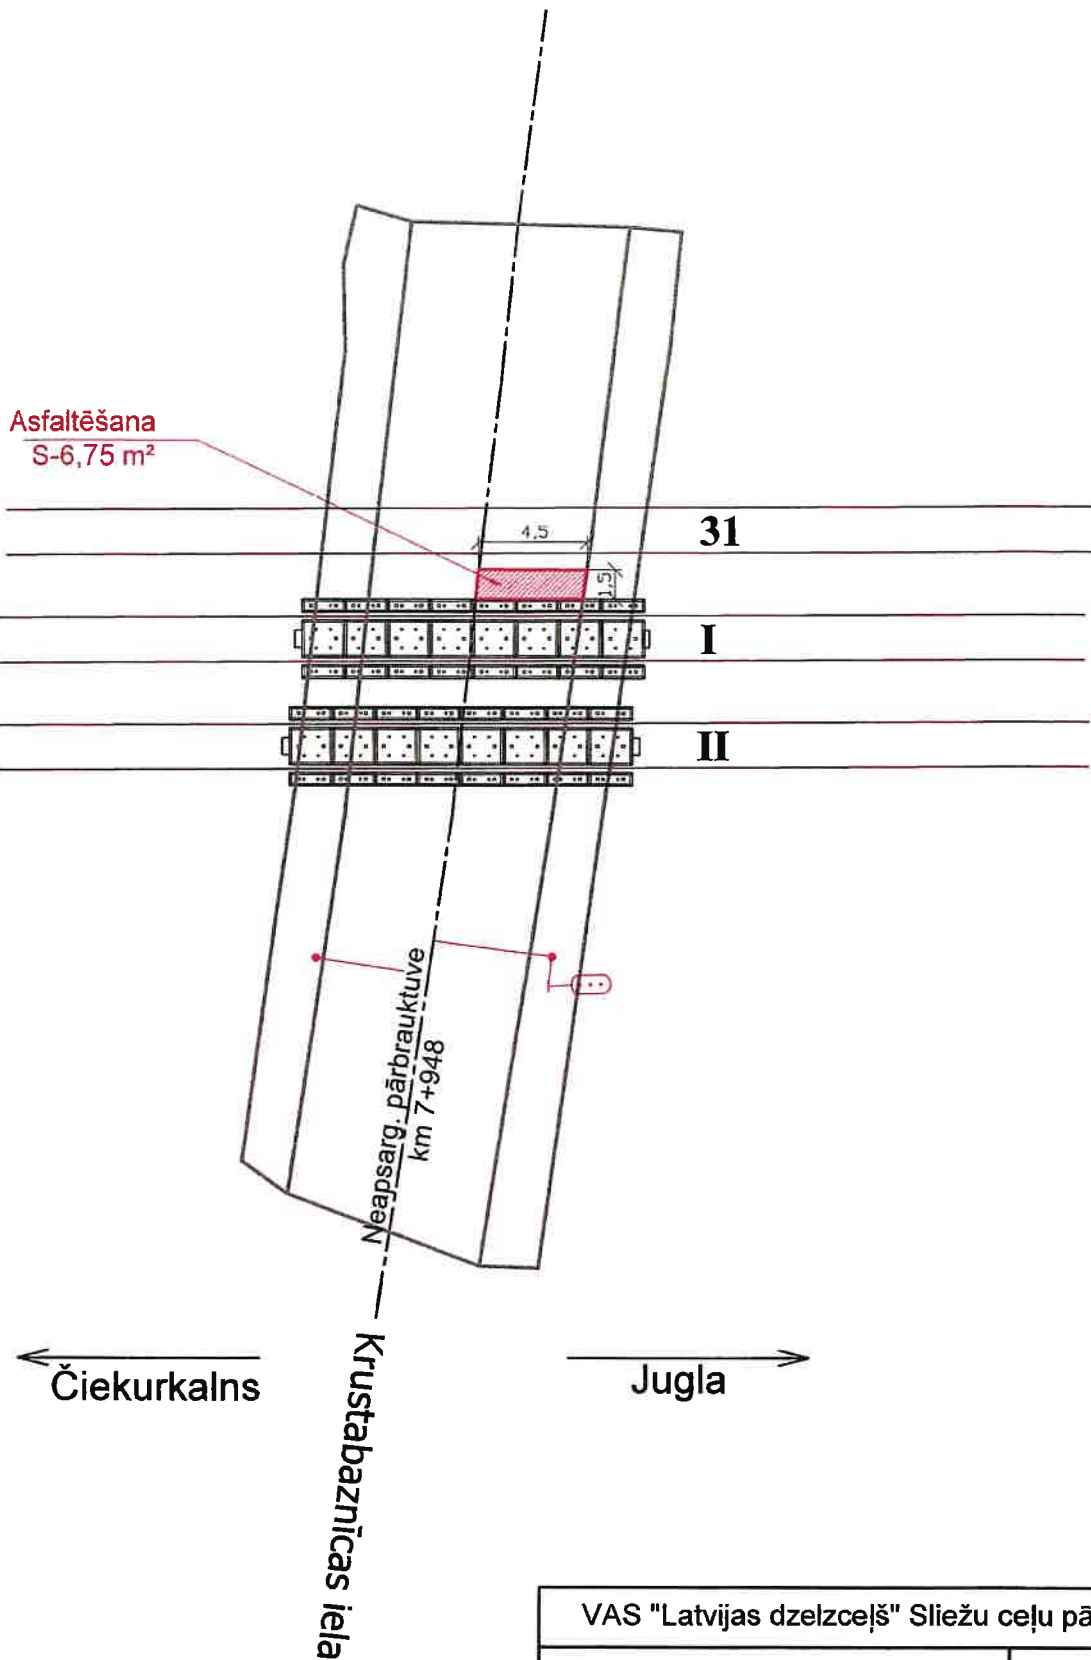 Asfaltēšana
S-6,75 m²
31
4,5
1,5
I
II
Neapsarg. pārbrauktuve
km 7+948
Čiekurkalns
Jugla
Krustabaznīcas iela
VAS "Latvijas dzelzceļš" Sliežu ceļu pā